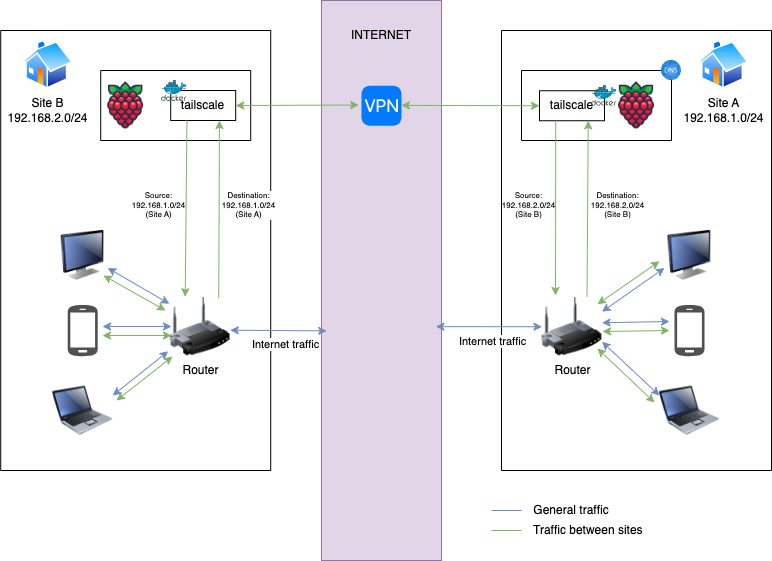 INTERNET
Site B
192.168.2.0/24
docker
tailscale
VPN
tailscale
docker
DNS
Site A
192.168.1.0/24
Source:
192.168.1.0/24
(Site A)
Destination:
192.168.1.0/24
(Site A)
Source:
192.168.2.0/24
(Site B)
Destination:
192.168.2.0/24
(Site B)
Internet traffic
Router
Internet traffic
Router
General traffic
Traffic between sites